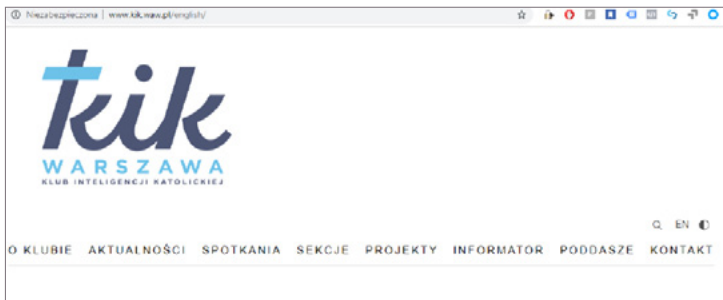 Niezabezpieczona | www.kik.waw.pl/english/
kik
WARSZAWA
KLUB INTELIGENCJI KATOLICKIEJ
EN
O KLUBIE AKTUALNOŚCI SPOTKANIA SEKCJE PROJEKTY INFORMATOR PODDASZE KONTAKT